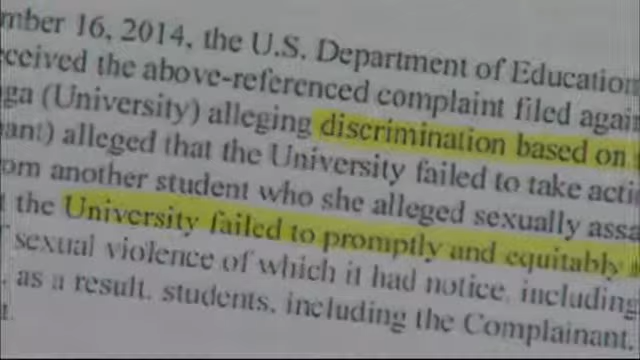 mber 16, 2014, the U.S. Department of Education
ceived the above-referenced complaint filed again
ga (University) alleging discrimination based on
ant) alleged that the University failed to take acti
om another student who she alleged sexually assa
t the University failed to promptly and equitably
f sexual violence of which it had notice, including
, as a result, students, including the Complainant,
t.